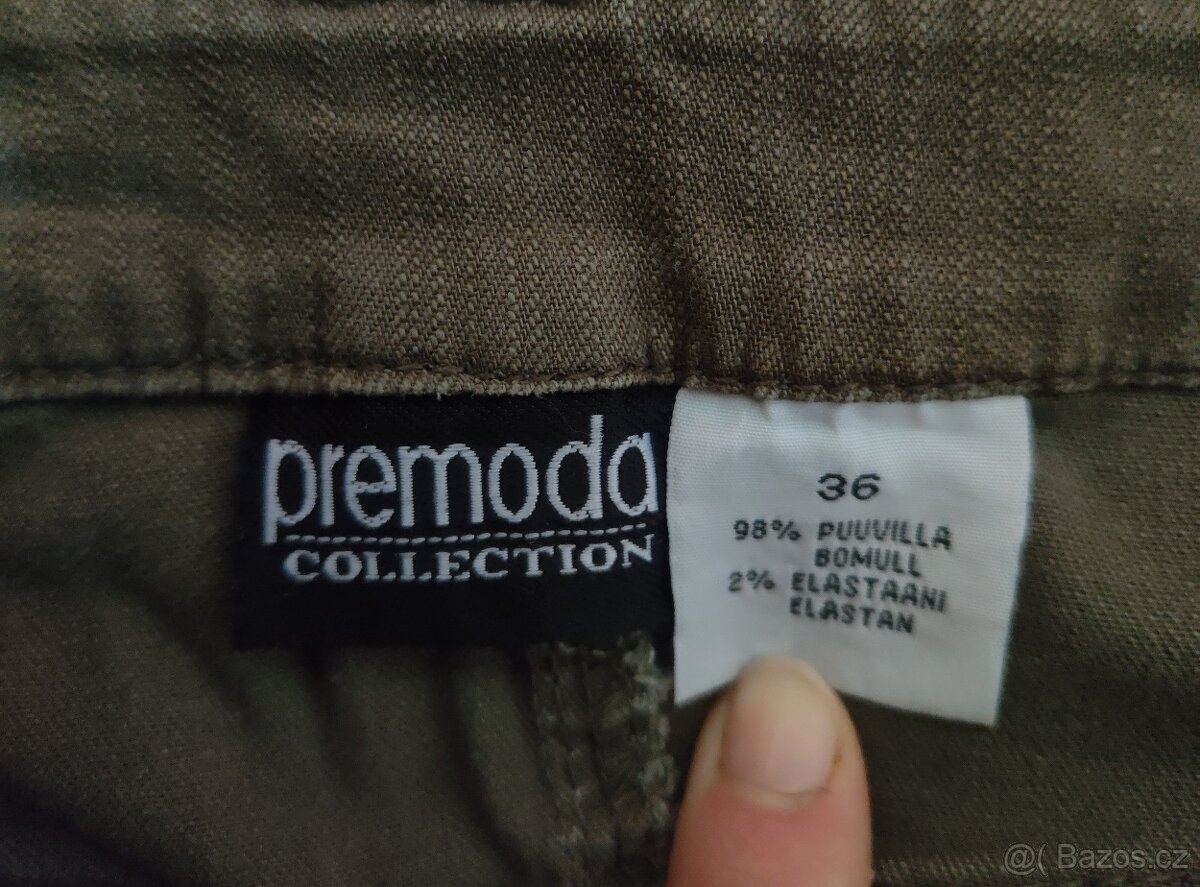 premoda
COLLECTION
36
98% PUUVILLA
BOMULL
2% ELASTAANI
ELASTAN
@( Bazos.cz